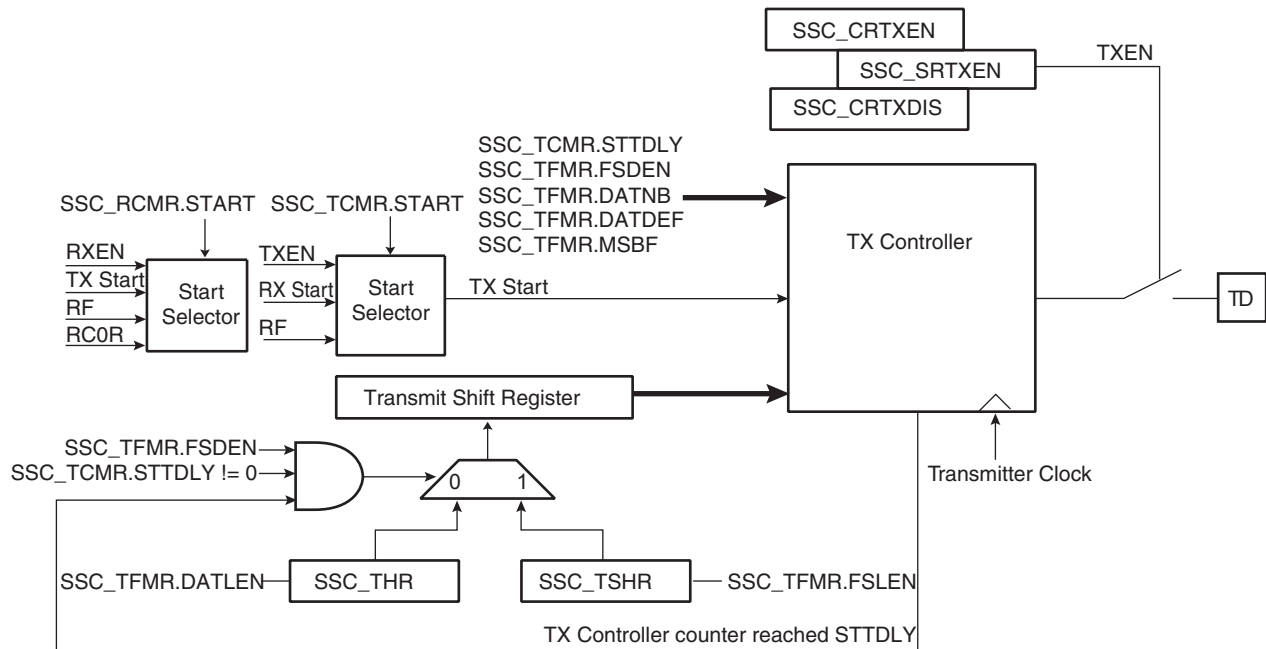 SSC_CRTXEN
SSC_SRTXEN
TXEN
SSC_CRTXDIS
SSC_TCMR.STTDLY
SSC_TFMR.FSDEN
SSC_TFMR.DATNB
SSC_TFMR.DATDEF
SSC_TFMR.MSBF
SSC_RCMR.START
SSC_TCMR.START
RXEN
TX Start
RF
RC0R
Start
Selector
TXEN
RX Start
RF
Start
Selector
TX Start
TX Controller
TD
Transmit Shift Register
Transmitter Clock
SSC_TFMR.FSDEN
SSC_TCMR.STTDLY != 0
0
1
SSC_TFMR.DATLEN
SSC_THR
SSC_TSHR
SSC_TFMR.FSLEN
TX Controller counter reached STTDLY